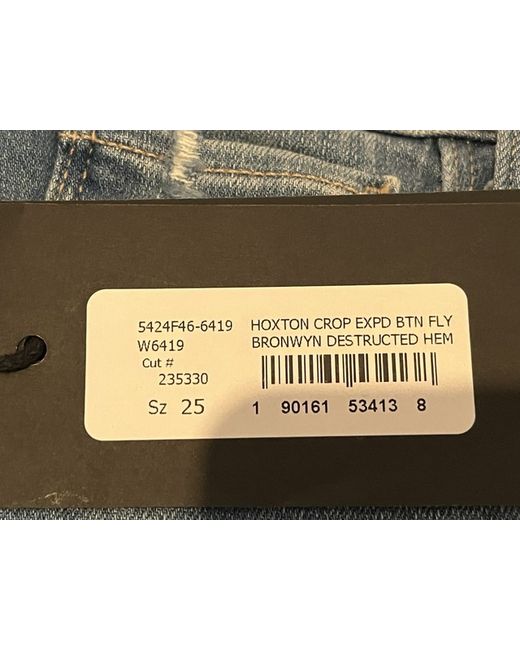 5424F46-6419
W6419
Cut #
235330
Sz 25
HOXTON CROP EXPD BTN FLY
BRONWYN DESTRUCTED HEM
1 90161 53413 8